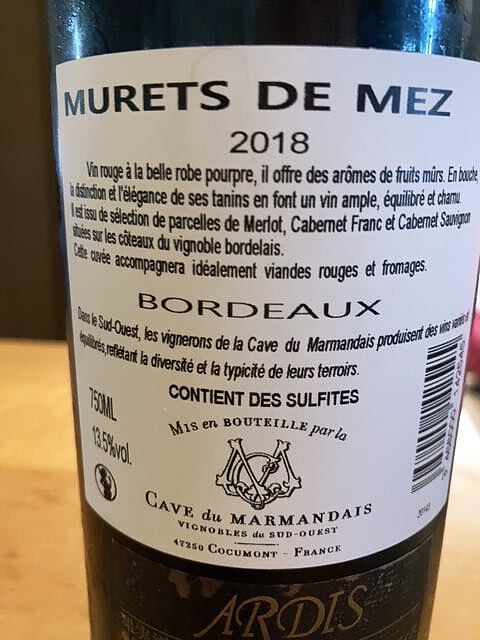 MURETS DE MEZ
2018
Vin rouge à la belle robe pourpre, il offre des arômes de fruits mûrs. En bouche,
la distinction et l'élégance de ses tanins en font un vin ample, équilibré et charnu.
Il est issu de sélection de parcelles de Merlot, Cabernet Franc et Cabernet Sauvignon
situées sur les côteaux du vignoble bordelais.
Cette cuvée accompagnera idéalement viandes rouges et fromages.
BORDEAUX
Dans le Sud-Ouest, les vignerons de la Cave du Marmandais produisent des vins variés et
équilibrés,reflétant la diversité et la typicité de leurs terroirs.
CONTIENT DES SULFITES
750ML
13.5%vol.
MIS en BOUTEILLE par la
CAVE du MARMANDAIS
VIGNOBLES du SUD-OUEST
47250 COCUMONT - FRANCE
ARDIS